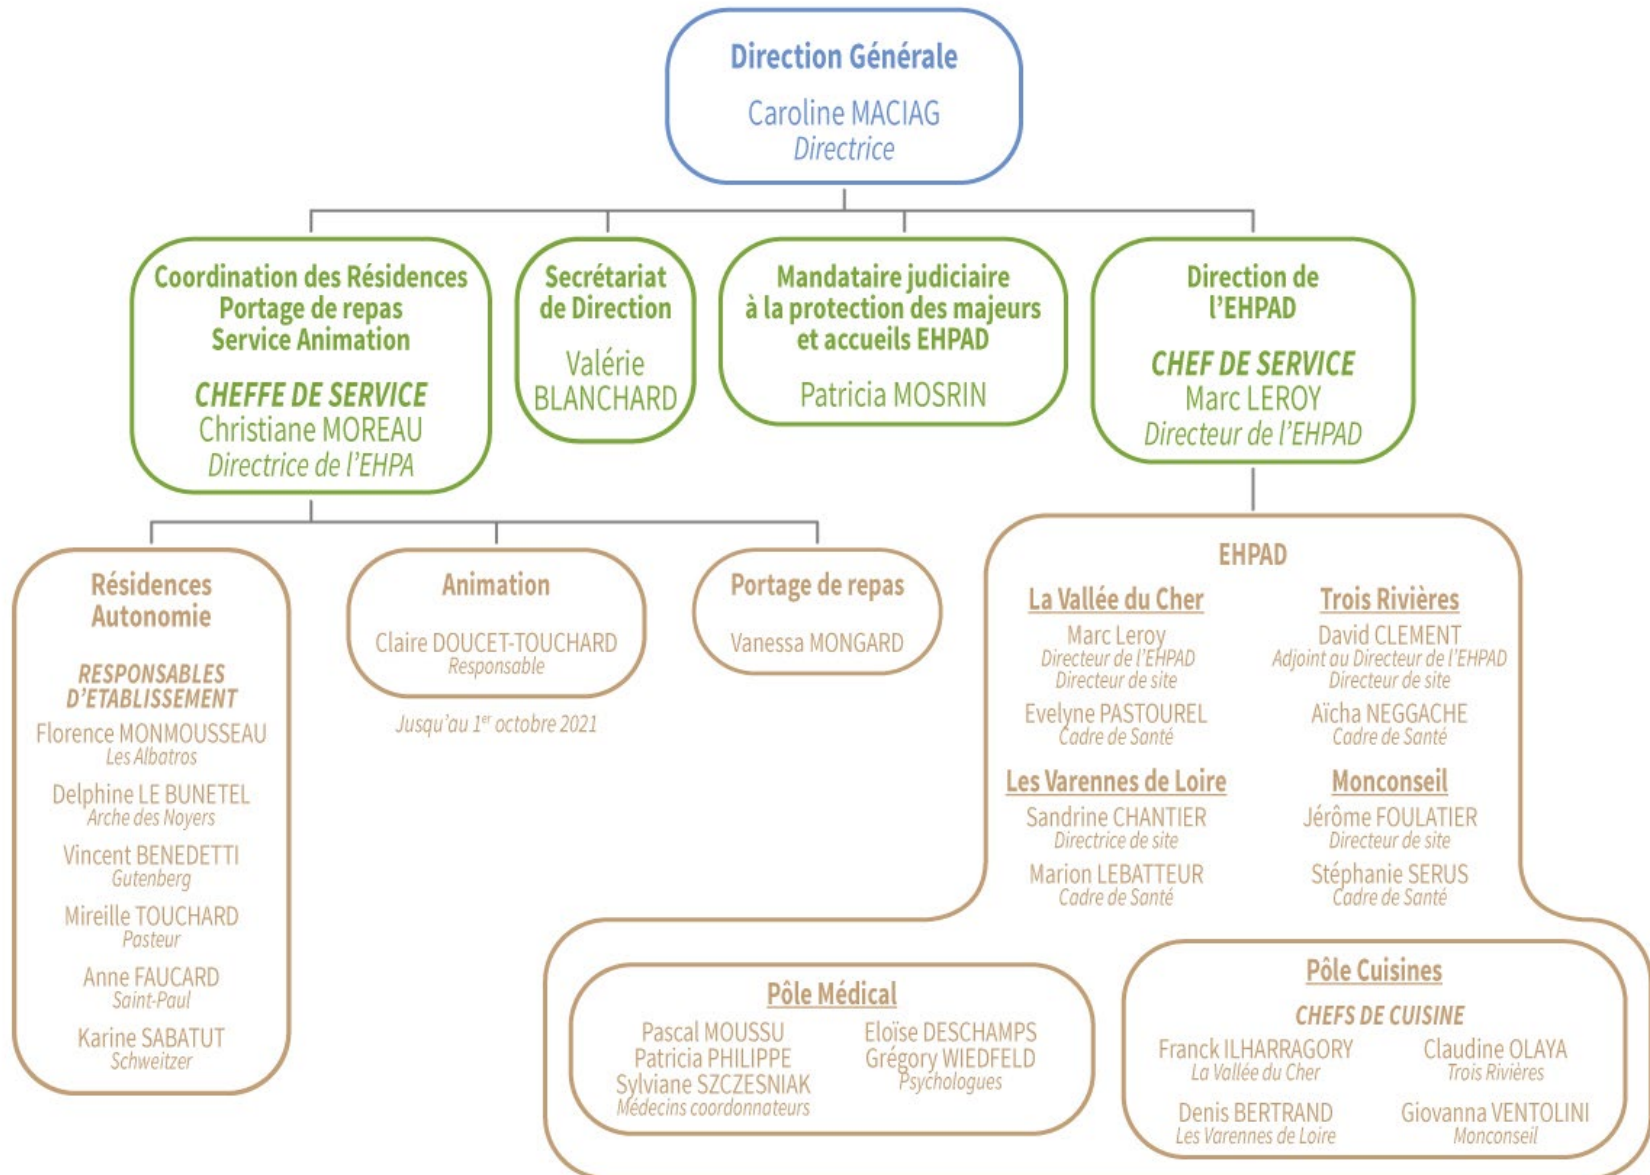 Direction Générale
Caroline MACIAG
Directrice
Coordination des Résidences
Portage de repas
Service Animation
CHEFFE DE SERVICE
Christiane MOREAU
Directrice de l'EHPA
Secrétariat
de Direction
Valérie
BLANCHARD
Mandataire judiciaire
à la protection des majeurs
et accueils EHPAD
Patricia MOSRIN
Direction de
l'EHPAD
CHEF DE SERVICE
Marc LEROY
Directeur de l'EHPAD
Résidences
Autonomie
RESPONSABLES
D'ETABLISSEMENT
Florence MONMOUSSEAU
Les Albatros
Delphine LE BUNETEL
Arche des Noyers
Vincent BENEDETTI
Gutenberg
Mireille TOUCHARD
Pasteur
Anne FAUCARD
Saint-Paul
Karine SABATUT
Schweitzer
Animation
Claire DOUCET-TOUCHARD
Responsable
Jusqu'au 1er octobre 2021
Portage de repas
Vanessa MONGARD
EHPAD
La Vallée du Cher
Marc Leroy
Directeur de l'EHPAD
Directeur de site
Evelyne PASTOUREL
Cadre de Santé
Trois Rivières
David CLEMENT
Adjoint au Directeur de l'EHPAD
Directeur de site
Aïcha NEGGACHE
Cadre de Santé
Les Varennes de Loire
Sandrine CHANTIER
Directrice de site
Marion LEBATTEUR
Cadre de Santé
Monconseil
Jérôme FOULATIER
Directeur de site
Stéphanie SERUS
Cadre de Santé
Pôle Médical
Pascal MOUSSU
Patricia PHILIPPE
Sylviane SZCZESNIAK
Médecins coordonnateurs
Eloïse DESCHAMPS
Grégory WIEDFELD
Psychologues
Pôle Cuisines
CHEFS DE CUISINE
Franck ILHARRAGORY
La Vallée du Cher
Claudine OLAYA
Trois Rivières
Denis BERTRAND
Les Varennes de Loire
Giovanna VENTOLINI
Monconseil